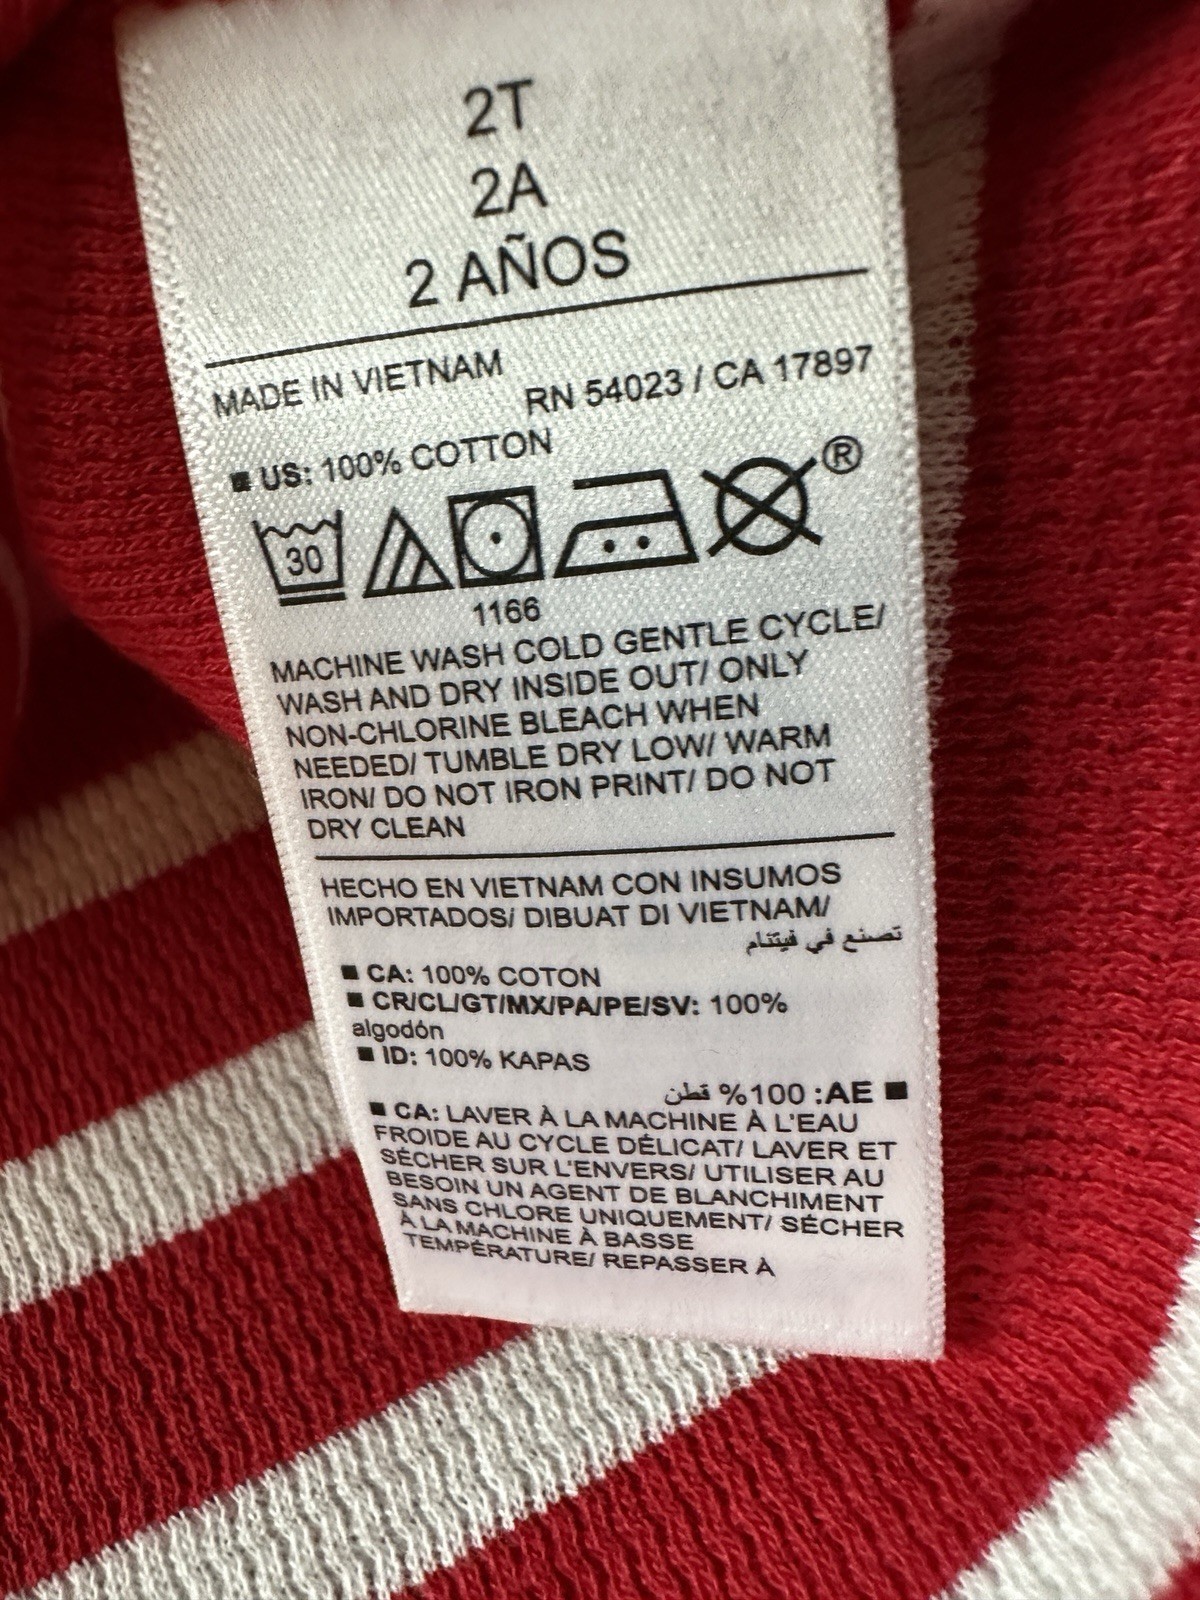 2T
2A
2 AÑOS
MADE IN VIETNAM
RN 54023 / CA 17897
■ US: 100% COTTON
®
30
1166
MACHINE WASH COLD GENTLE CYCLE/
WASH AND DRY INSIDE OUT/ ONLY
NON-CHLORINE BLEACH WHEN
NEEDED/ TUMBLE DRY LOW/ WARM
IRON/ DO NOT IRON PRINT/ DO NOT
DRY CLEAN
HECHO EN VIETNAM CON INSUMOS
IMPORTADOS/ DIBUAT DI VIETNAM/
تصنع في فيتنام
■ CA: 100% COTON
■ CR/CL/GT/MX/PA/PE/SV: 100%
algodón
■ ID: 100% KAPAS
■ AE: 100% قطن
■ CA: LAVER À LA MACHINE À L'EAU
FROIDE AU CYCLE DÉLICAT/ LAVER ET
SÉCHER SUR L'ENVERS/ UTILISER AU
BESOIN UN AGENT DE BLANCHIMENT
SANS CHLORE UNIQUEMENT/ SÉCHER
À LA MACHINE À BASSE
TEMPÉRATURE/ REPASSER À